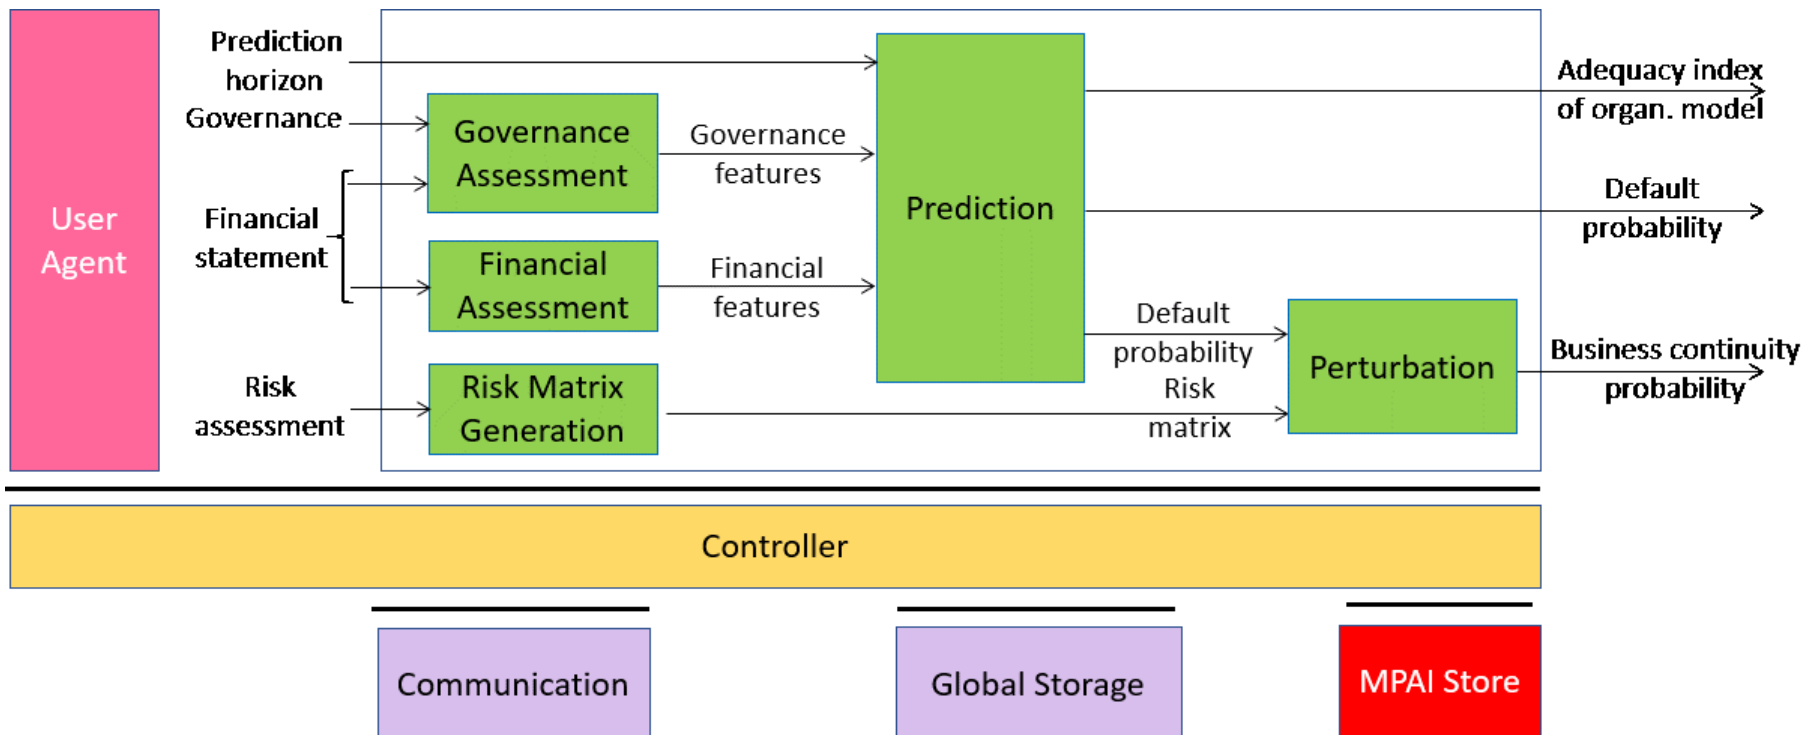 User
Agent
Prediction
horizon
Governance
Financial
statement
Risk
assessment
Governance
Assessment
Financial
Assessment
Risk Matrix
Generation
Governance
features
Financial
features
Prediction
Default
probability
Risk
matrix
Perturbation
Adequacy index
of organ. model
Default
probability
Business continuity
probability
Controller
Communication
Global Storage
MPAI Store